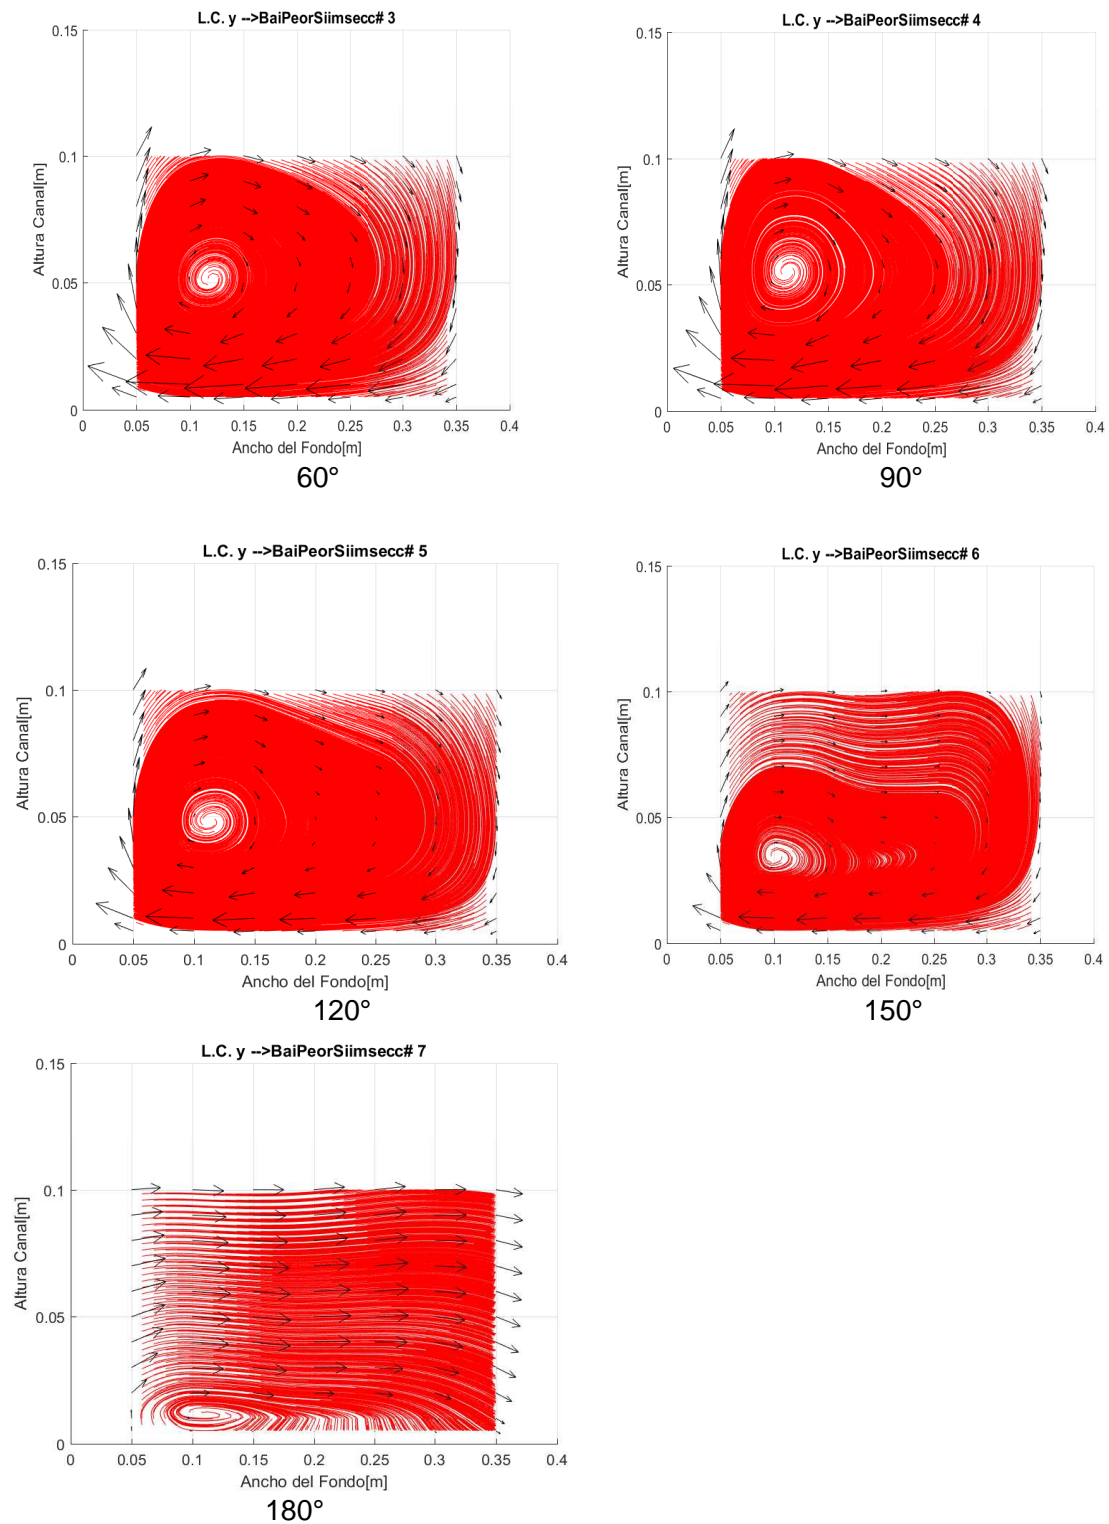 L.C. y -->BaiPeorSiimsecc# 3
0.15
0.1
0.05
0
Altura Canal[m]
0 0.05 0.1 0.15 0.2 0.25 0.3 0.35 0.4
Ancho del Fondo[m]
60°
L.C. y -->BaiPeorSiimsecc# 4
0.15
0.1
0.05
0
Altura Canal[m]
0 0.05 0.1 0.15 0.2 0.25 0.3 0.35 0.4
Ancho del Fondo[m]
90°
L.C. y -->BaiPeorSiimsecc# 5
0.15
0.1
0.05
0
Altura Canal[m]
0 0.05 0.1 0.15 0.2 0.25 0.3 0.35 0.4
Ancho del Fondo[m]
120°
L.C. y -->BaiPeorSiimsecc# 6
0.15
0.1
0.05
0
Altura Canal[m]
0 0.05 0.1 0.15 0.2 0.25 0.3 0.35 0.4
Ancho del Fondo[m]
150°
L.C. y -->BaiPeorSiimsecc# 7
0.15
0.1
0.05
0
Altura Canal[m]
0 0.05 0.1 0.15 0.2 0.25 0.3 0.35 0.4
Ancho del Fondo[m]
180°